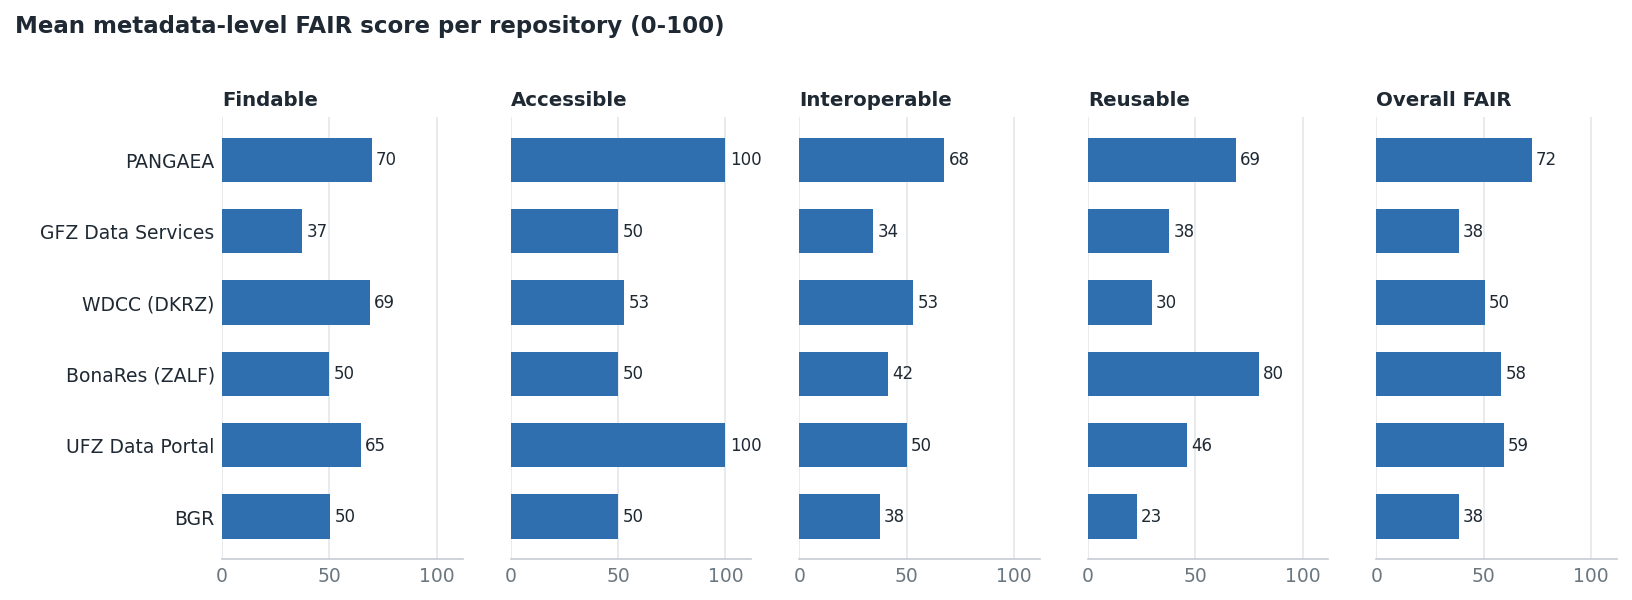 Mean metadata-level FAIR score per repository (0-100)
Findable Accessible Interoperable Reusable Overall FAIR
PANGAEA 70 100 68 69 72
GFZ Data Services 37 50 34 38 38
WDCC (DKRZ) 69 53 53 30 50
BonaRes (ZALF) 50 50 42 80 58
UFZ Data Portal 65 100 50 46 59
BGR 50 50 38 23 38
0 50 100 0 50 100 0 50 100 0 50 100 0 50 100